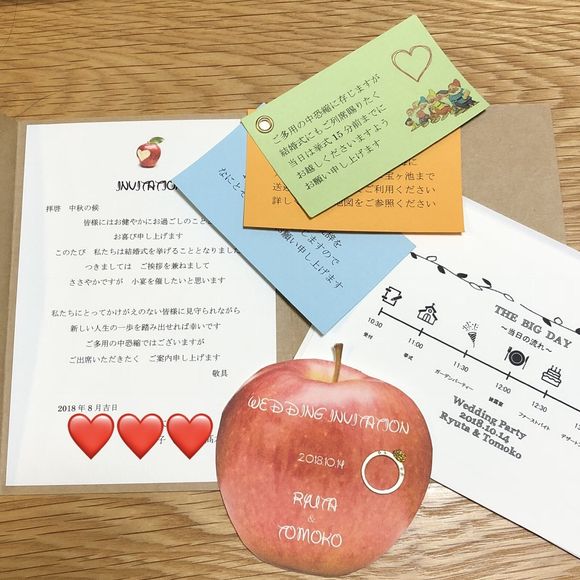 INVITATION
拝啓 中秋の候
皆様にはお健やかにお過ごしのこと
お喜び申し上げます
このたび 私たちは結婚式を挙げることとなりました
つきましては ご挨拶を兼ねまして
ささやかですが 小宴を催したいと思います
私たちにとってかけがえのない皆様に見守られながら
新しい人生の一歩を踏み出せれば幸いです
ご多用の中恐縮ではございますが
ご出席いただきたく ご案内申し上げます
敬具
2018年8月吉日
子
ご多用の中恐縮に存じますが
結婚式にもご列席賜りたく
当日は挙式15分前までに
お越しくださいますよう
お願い申し上げます
宝ヶ池まで
ご利用ください
地図をご参照ください
なにとぞ
ますので
申し上げます
THE BIG DAY
~当日の流れ~
10:30
11:00
11:30
12:00
12:30
受付
挙式
ガーデンパーティー
披露宴
ファーストバイト
デザート
Wedding Party
2018.10.14
Ryuta & Tomoko
WEDDING INVITATION
2018.10.14
RYUTA
&
TOMOKO